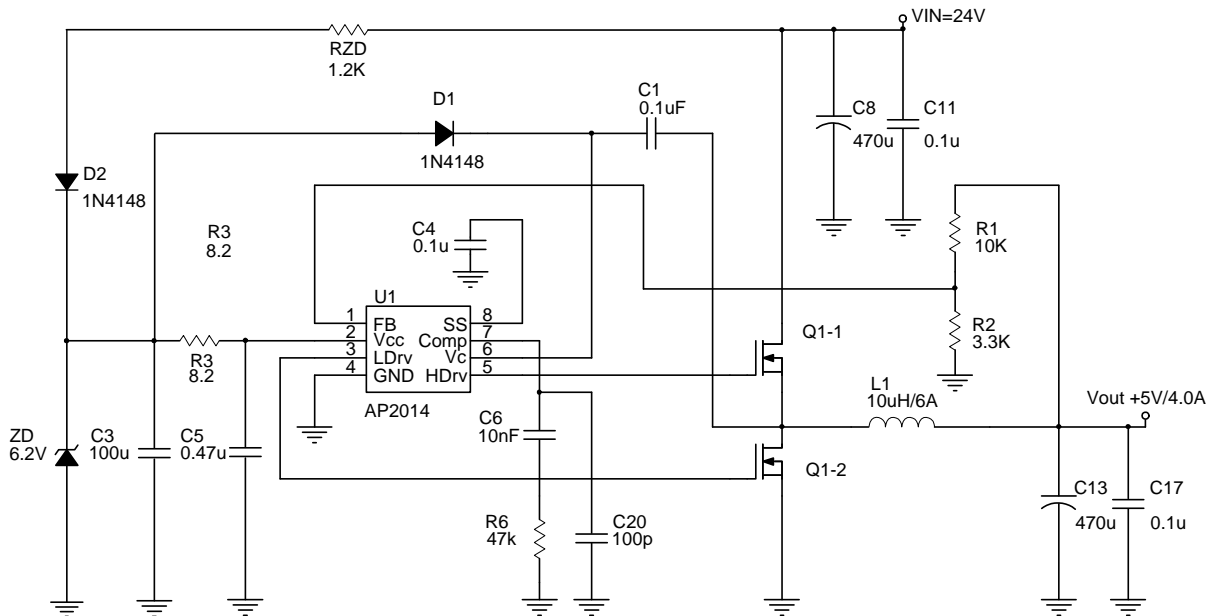 VIN=24V
RZD
1.2K
D1
1N4148
C1
0.1uF
C8
470u
C11
0.1u
D2
1N4148
R3
8.2
C4
0.1u
R1
10K
R2
3.3K
U1
1 FB SS 8
2 Vcc Comp 7
3 LDrv Vc 6
4 GND HDrv 5
AP2014
R3
8.2
Q1-1
L1
10uH/6A
Vout +5V/4.0A
ZD
6.2V
C3
100u
C5
0.47u
C6
10nF
Q1-2
R6
47k
C20
100p
C13
470u
C17
0.1u